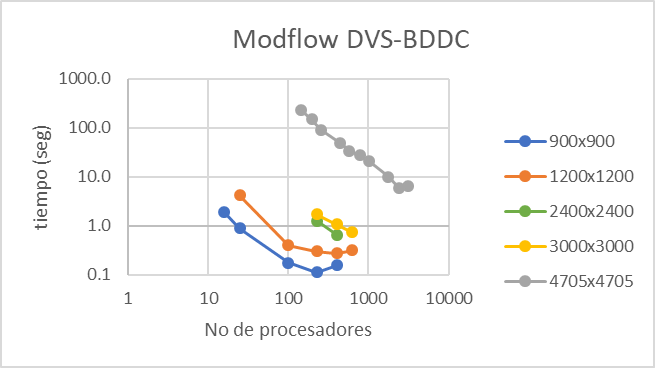 Modflow DVS-BDDC
tiempo (seg)
1000.0
100.0
10.0
1.0
0.1
1 10 100 1000 10000
No de procesadores
900x900
1200x1200
2400x2400
3000x3000
4705x4705